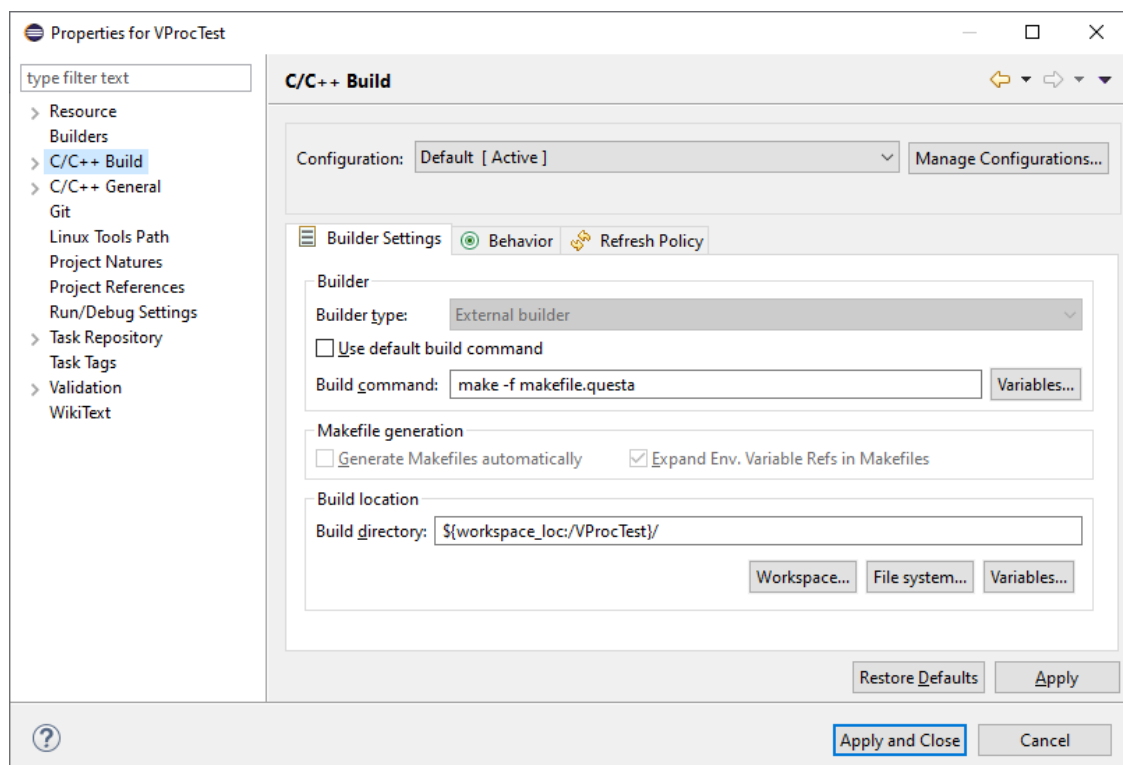 Properties for VProcTest
type filter text
Resource
Builders
C/C++ Build
C/C++ General
Git
Linux Tools Path
Project Natures
Project References
Run/Debug Settings
Task Repository
Task Tags
Validation
WikiText
C/C++ Build
Configuration: Default [ Active ] Manage Configurations...
Builder Settings Behavior Refresh Policy
Builder
Builder type: External builder
Use default build command
Build command: make -f makefile.questa Variables...
Makefile generation
Generate Makefiles automatically Expand Env. Variable Refs in Makefiles
Build location
Build directory: ${workspace_loc:/VProcTest}/
Workspace... File system... Variables...
Restore Defaults Apply
? Apply and Close Cancel